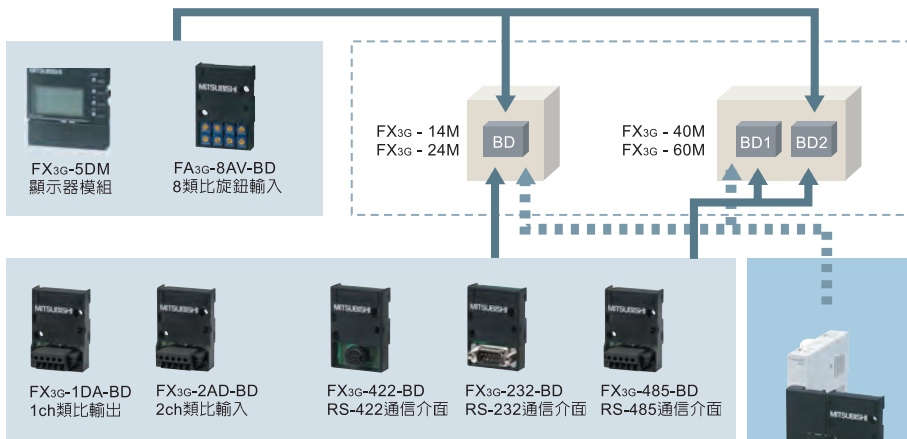 MITSUBISHI
MITSUBISHI
FX3G-5DM
顯示器模組
FA3G-8AV-BD
8類比旋鈕輸入
FX3G - 14M
FX3G - 24M
BD
FX3G - 40M
FX3G - 60M
BD1
BD2
MITSUBISHI
MITSUBISHI
MITSUBISHI
MITSUBISHI
MITSUBISHI
FX3G-1DA-BD
1ch類比輸出
FX3G-2AD-BD
2ch類比輸入
FX3G-422-BD
RS-422通信介面
FX3G-232-BD
RS-232通信介面
FX3G-485-BD
RS-485通信介面
MITSUBISHI